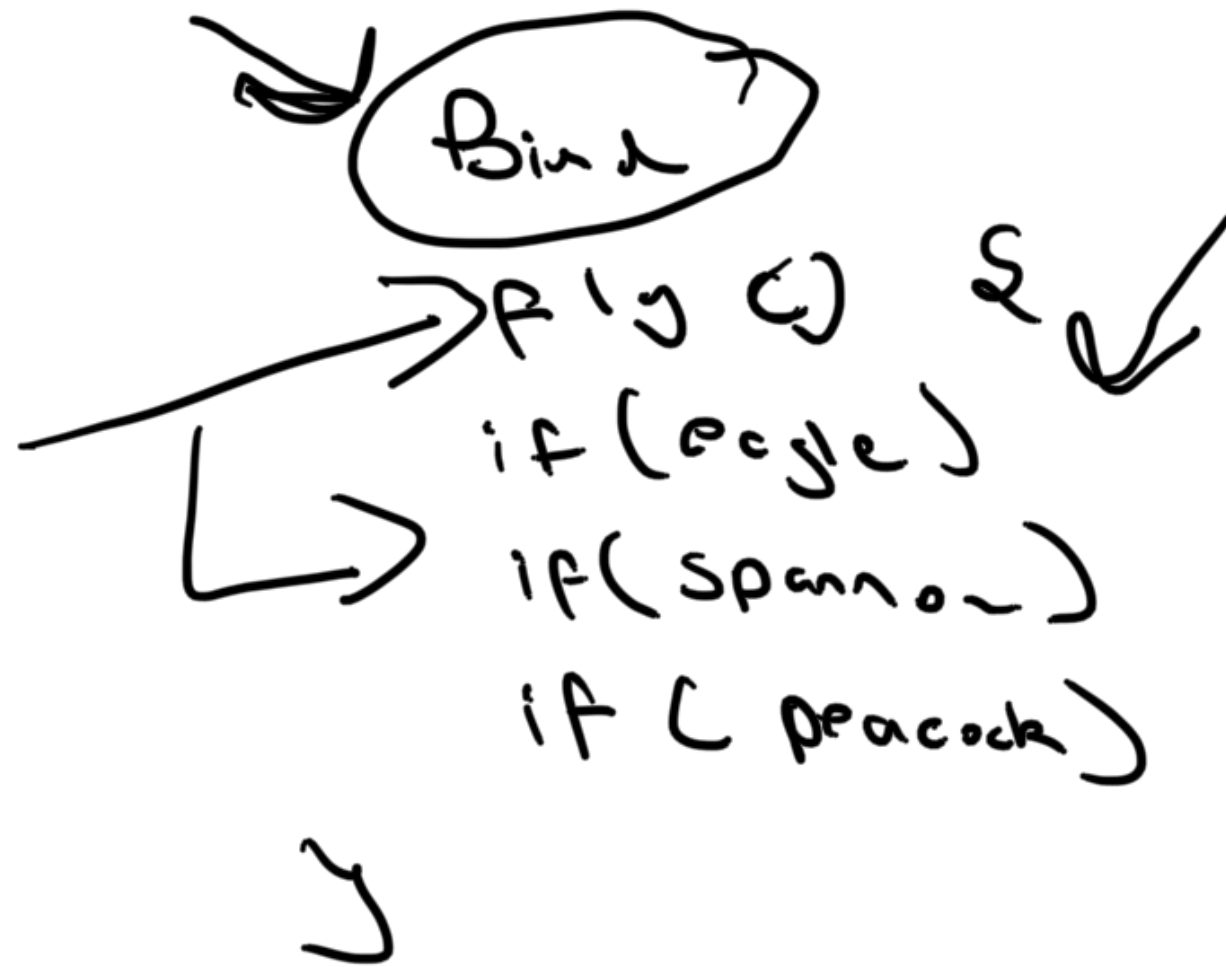 Bird
fly () {
if (eagle)
if (sparrow)
if ( peacock)
}